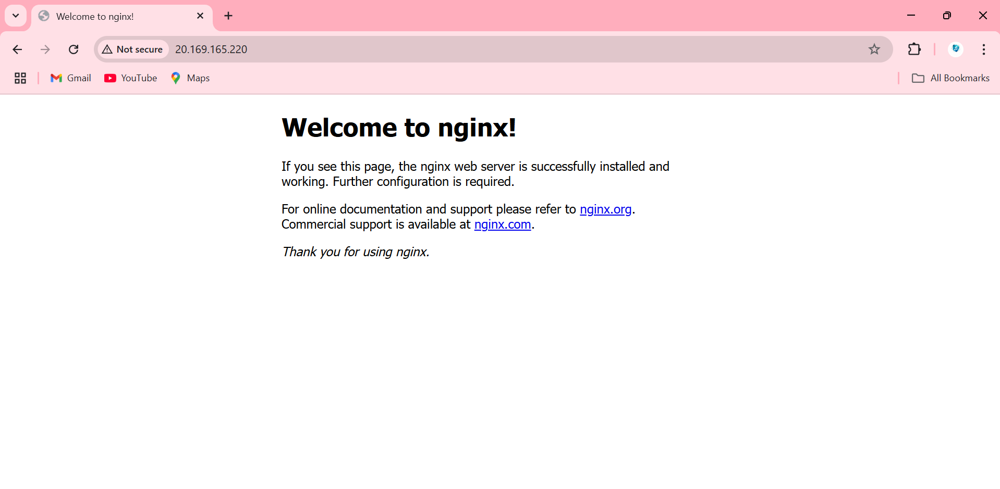 Welcome to nginx!
Not secure
20.169.165.220
Gmail
YouTube
Maps
All Bookmarks
Welcome to nginx!
If you see this page, the nginx web server is successfully installed and
working. Further configuration is required.
For online documentation and support please refer to nginx.org.
Commercial support is available at nginx.com.
Thank you for using nginx.